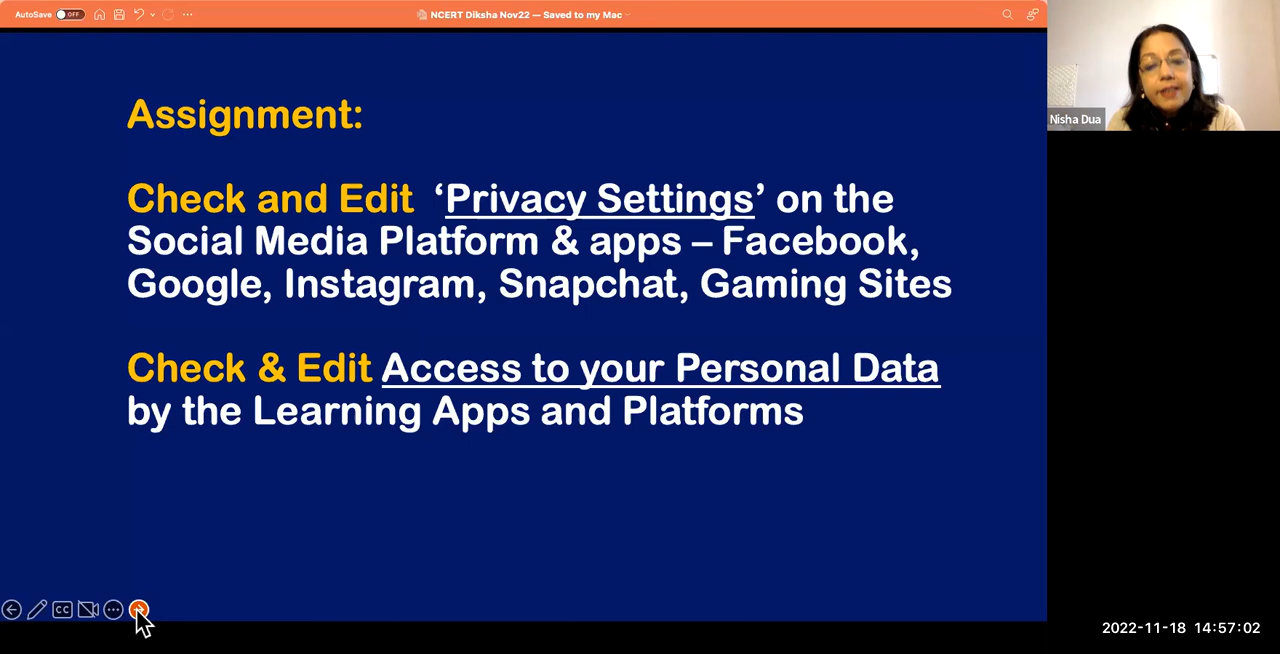 AutoSave OFF
NCERT Diksha Nov22 — Saved to my Mac
Assignment:
Check and Edit ‘Privacy Settings’ on the
Social Media Platform & apps – Facebook,
Google, Instagram, Snapchat, Gaming Sites
Check & Edit Access to your Personal Data
by the Learning Apps and Platforms
Nisha Dua
CC
2022-11-18 14:57:02